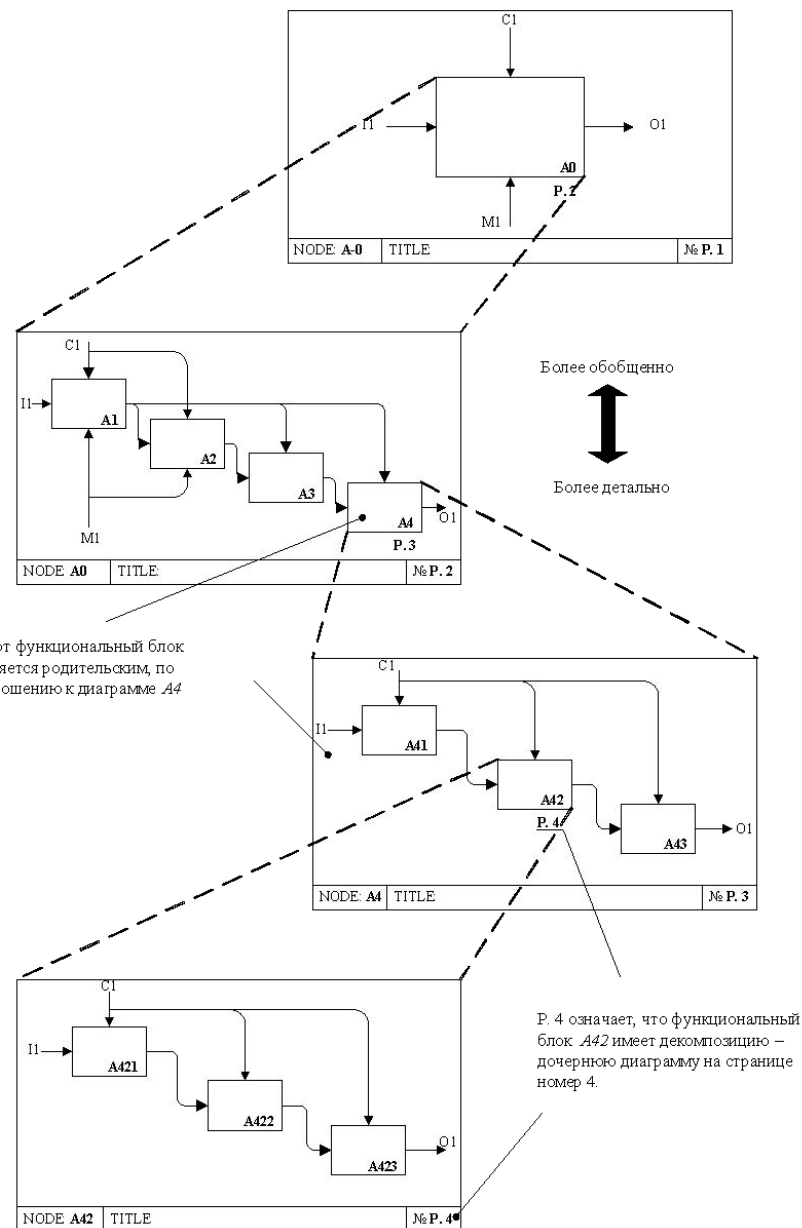 C1
I1
O1
A0
P. 2
M1
NODE: A-0 TITLE № P. 1
C1
I1
A1
A2
A3
A4
O1
M1
P.3
NODE: A0 TITLE: № P. 2
Более обобщенно
Более детально
от функциональный блок
яется родительским, по
ошению к диаграмме A4
C1
I1
A41
A42
P. 4
A43
O1
NODE: A4 TITLE № P. 3
P. 4 означает, что функциональный
блок A42 имеет декомпозицию –
дочернюю диаграмму на странице
номер 4.
C1
I1
A421
A422
A423
O1
NODE: A42 TITLE № P. 4